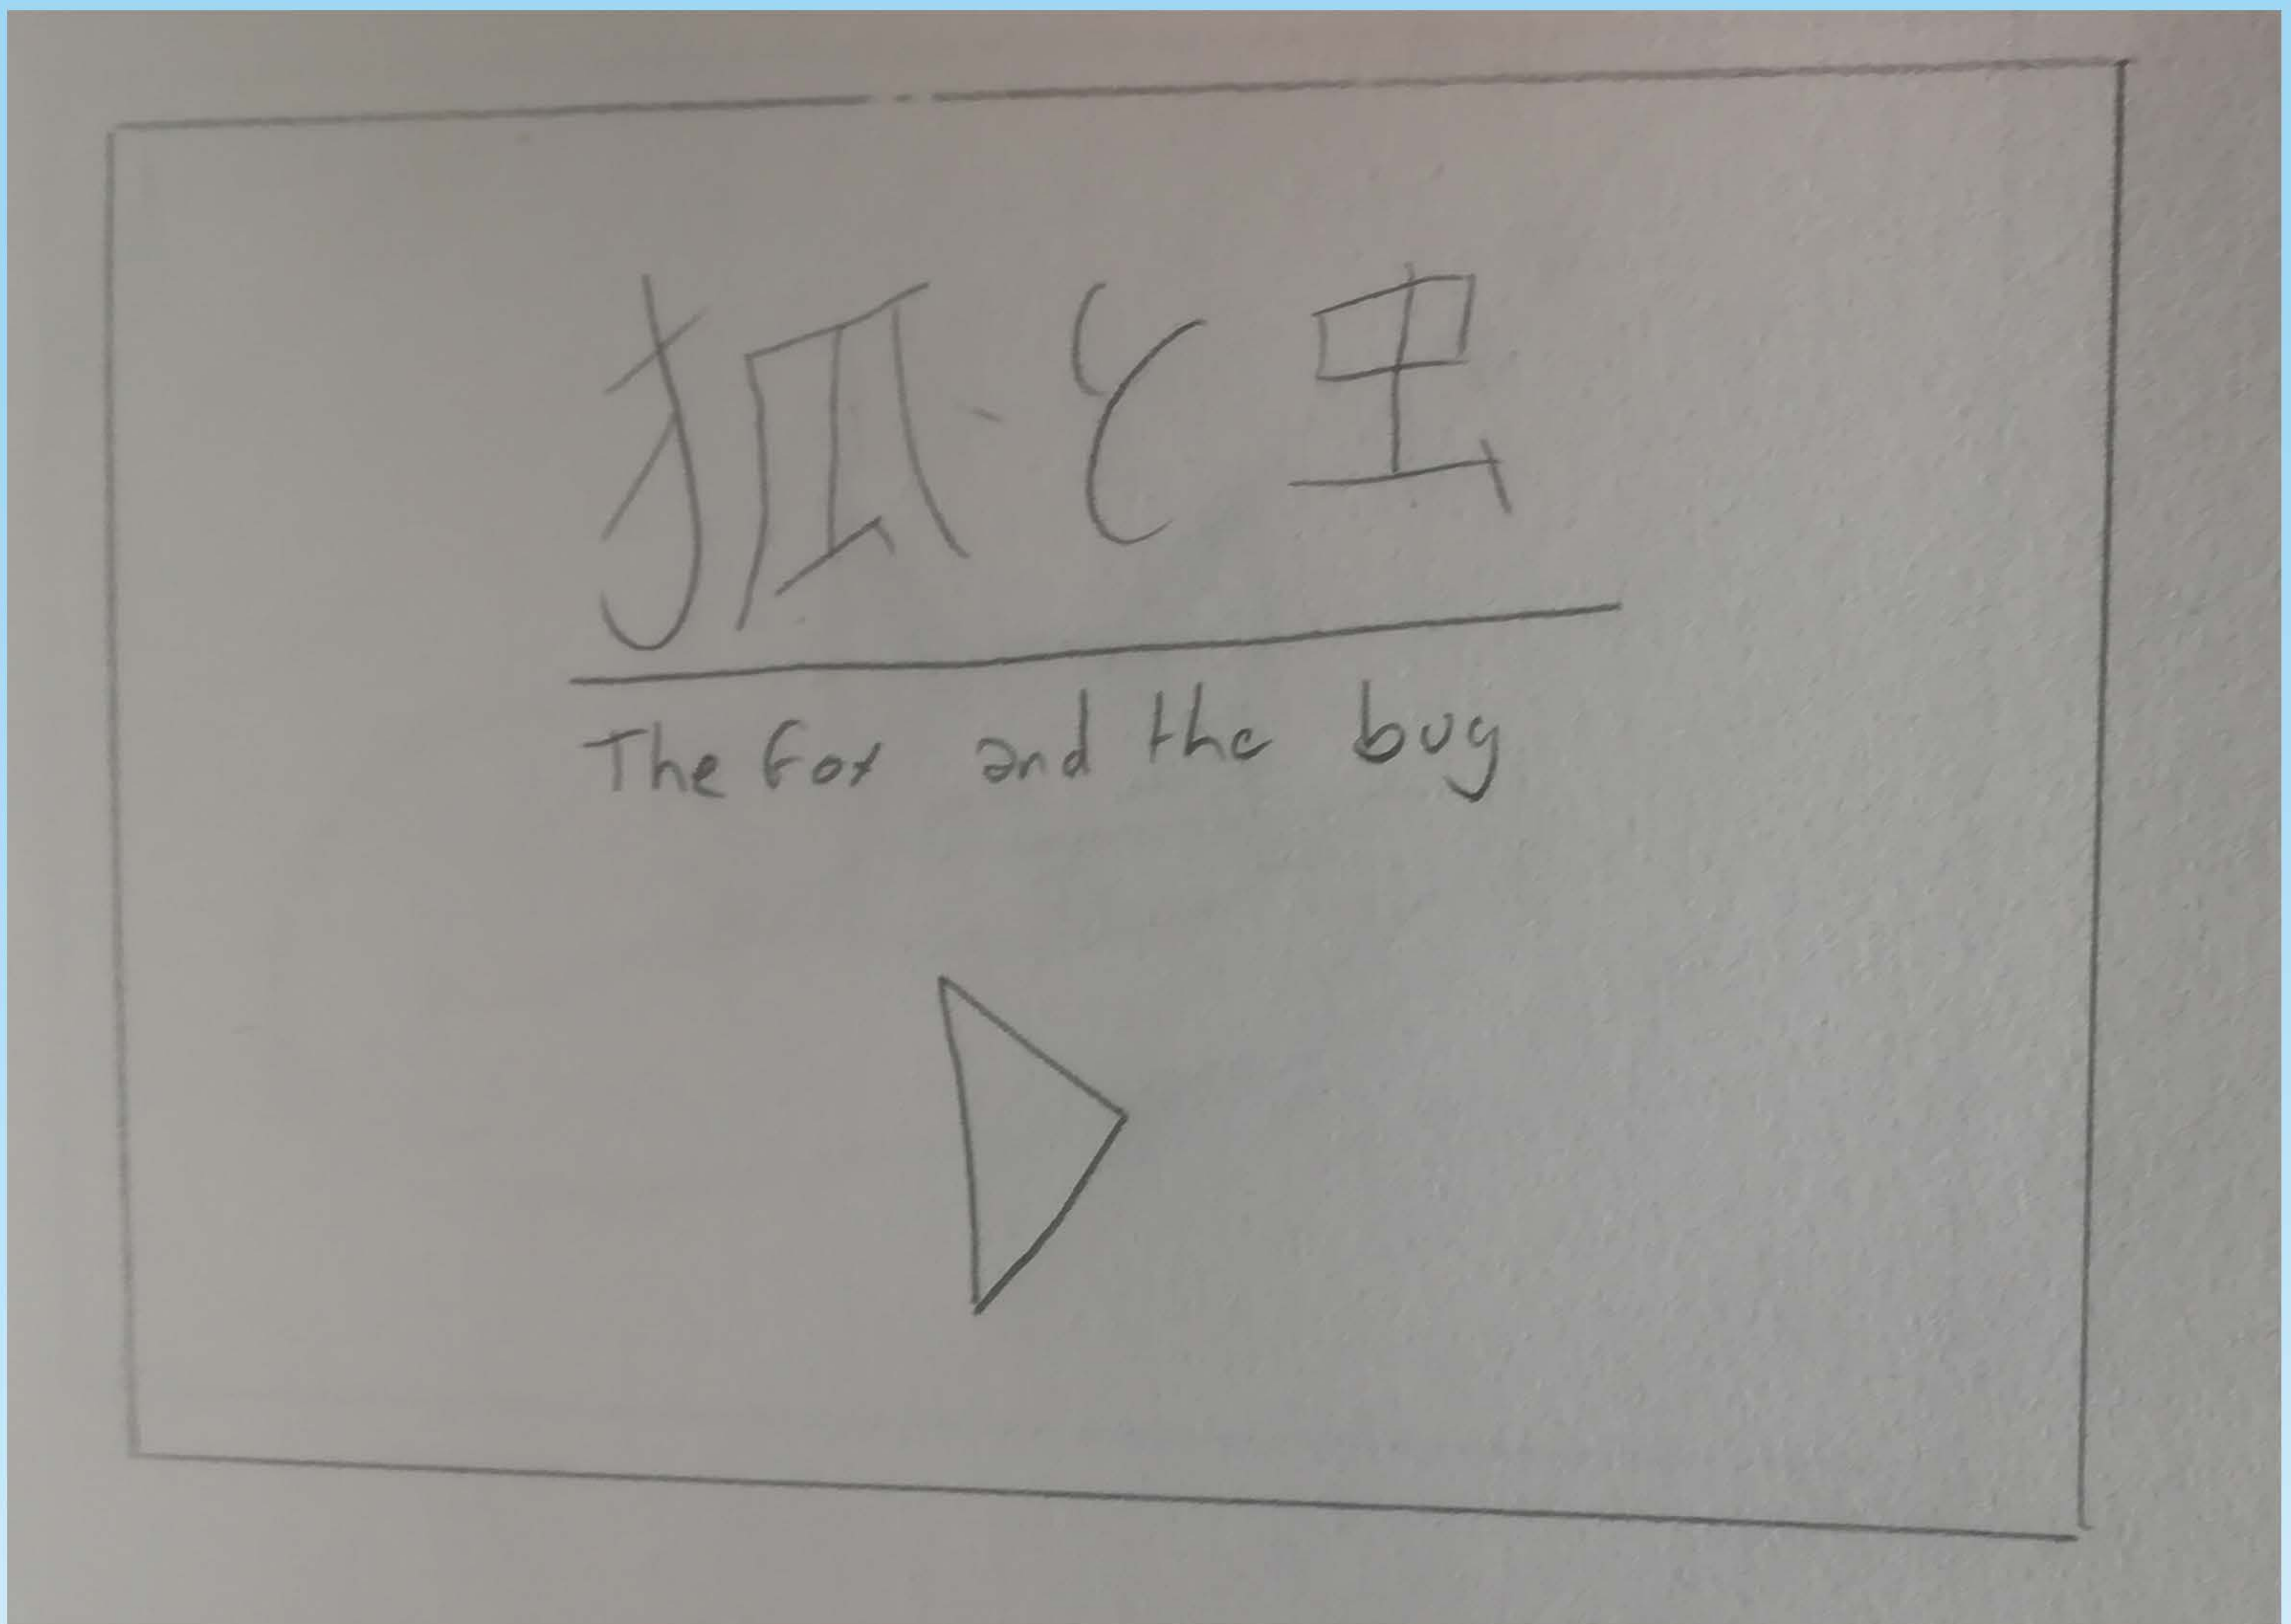 狐と虫
The fox and the bug